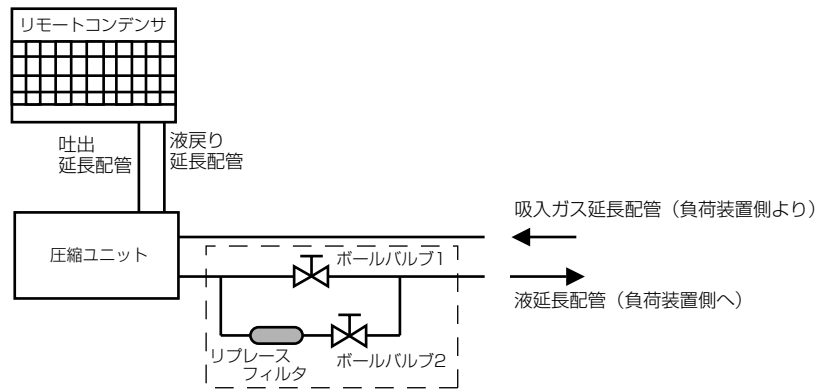 リモートコンデンサ
吐出
延長配管
液戻り
延長配管
吸入ガス延長配管（負荷装置側より）
圧縮ユニット
ボールバルブ1
液延長配管（負荷装置側へ）
リプレース
フィルタ
ボールバルブ2